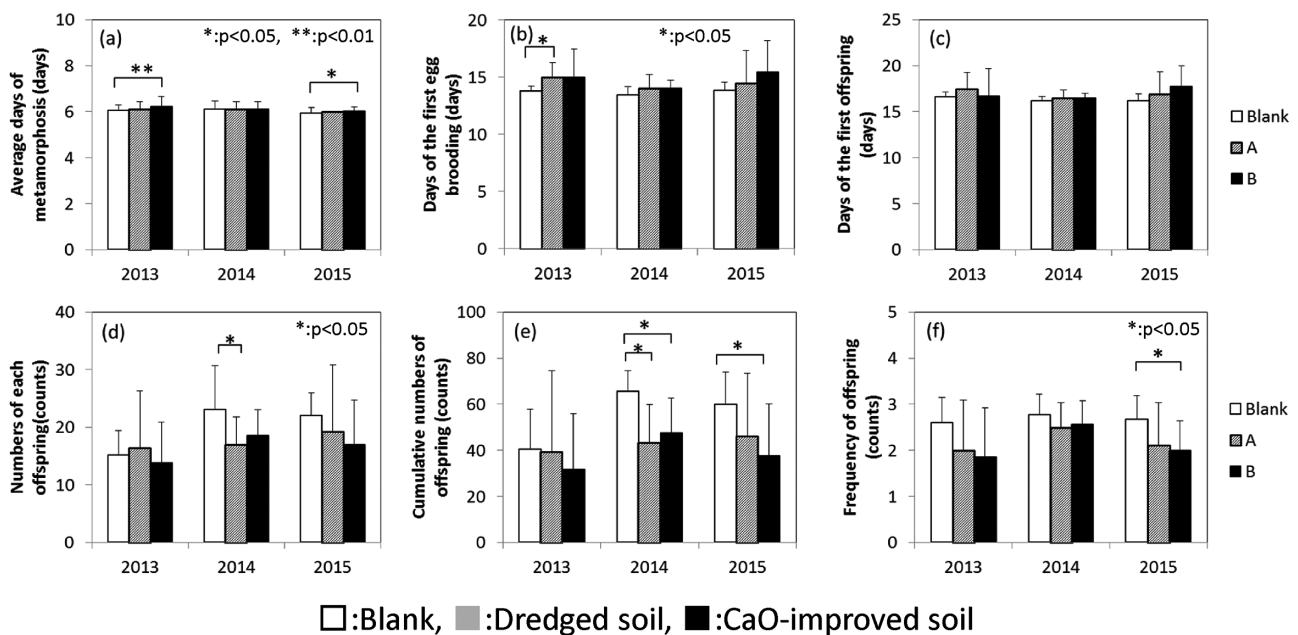 (a)
*:p<0.05, **:p<0.01
**
*
Average days of
metamorphosis (days)
10
8
6
4
2
0
2013
2014
2015
(b)
*:p<0.05
*
Days of the first egg
brooding (days)
20
15
10
5
0
2013
2014
2015
(c)
Days of the first offspring
(days)
25
20
15
10
5
0
2013
2014
2015
Blank
A
B
(d)
*:p<0.05
*
Numbers of each
offspring(counts)
40
30
20
10
0
2013
2014
2015
(e)
*
*
*
Cumulative numbers of
offspring (counts)
100
80
60
40
20
0
2013
2014
2015
(f)
*:p<0.05
*
Frequency of offspring
(counts)
5
4
3
2
1
0
2013
2014
2015
Blank
A
B
:Blank, :Dredged soil, :CaO-improved soil